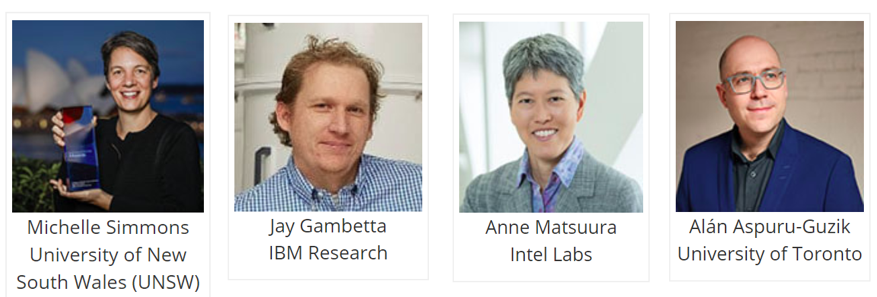 Michelle Simmons
University of New
South Wales (UNSW)
Jay Gambetta
IBM Research
Anne Matsuura
Intel Labs
Alán Aspuru-Guzik
University of Toronto